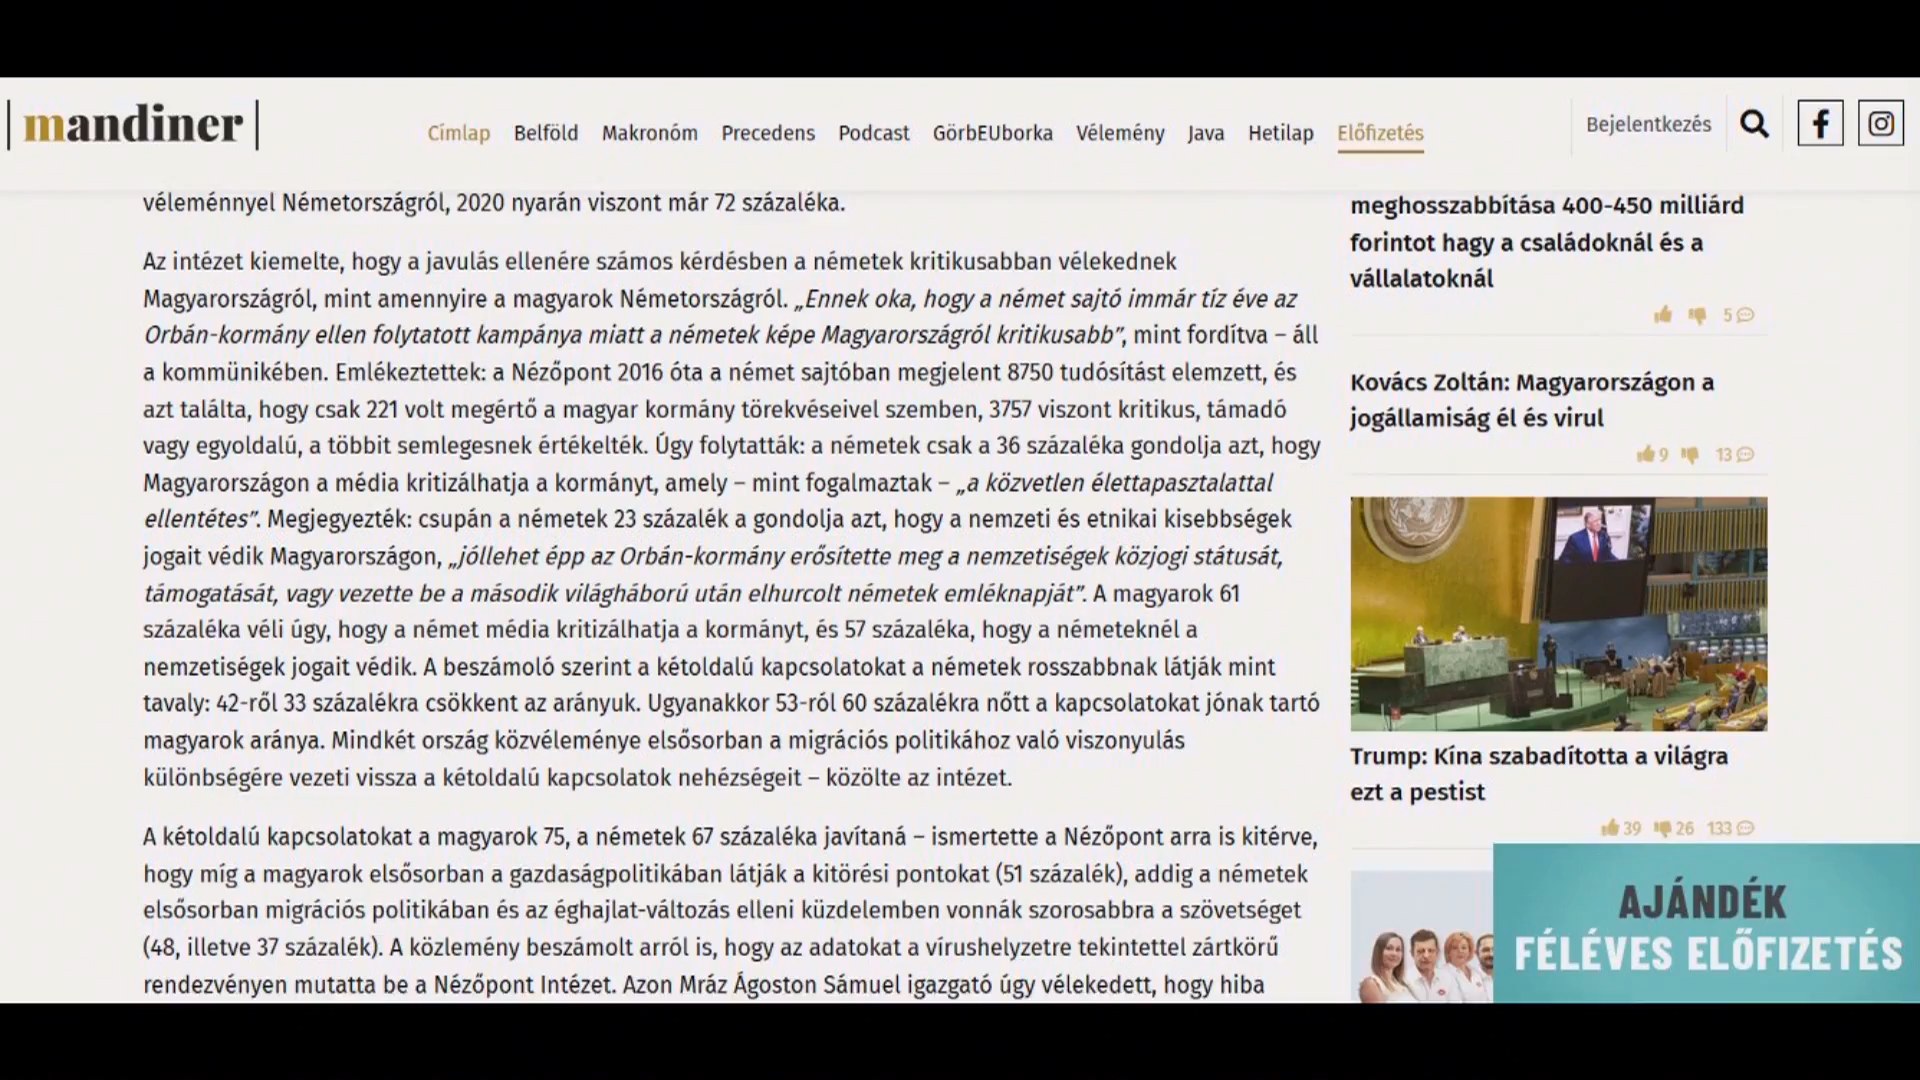 mandiner
Címlap Belföld Makronóm Precedens Podcast GörbEUborka Vélemény Java Hetilap Előfizetés
Bejelentkezés
véleménnyel Németországról, 2020 nyarán viszont már 72 százaléka.
Az intézet kiemelte, hogy a javulás ellenére számos kérdésben a németek kritikusabban vélekednek
Magyarországról, mint amennyire a magyarok Németországról. „Ennek oka, hogy a német sajtó immár tíz éve az
Orbán-kormány ellen folytatott kampánya miatt a németek képe Magyarországról kritikusabb”, mint fordítva – áll
a kommünikében. Emlékeztettek: a Nézőpont 2016 óta a német sajtóban megjelent 8750 tudósítást elemzett, és
azt találta, hogy csak 221 volt megértő a magyar kormány törekvéseivel szemben, 3757 viszont kritikus, támadó
vagy egyoldalú, a többit semlegesnek értékelték. Úgy folytatták: a németek csak a 36 százaléka gondolja azt, hogy
Magyarországon a média kritizálhatja a kormányt, amely – mint fogalmaztak – „a közvetlen élettapasztalattal
ellentétes”. Megjegyezték: csupán a németek 23 százalék a gondolja azt, hogy a nemzeti és etnikai kisebbségek
jogait védik Magyarországon, „jóllehet épp az Orbán-kormány erősítette meg a nemzetiségek közjogi státusát,
támogatását, vagy vezette be a második világháború után elhurcolt németek emléknapját”. A magyarok 61
százaléka véli úgy, hogy a német média kritizálhatja a kormányt, és 57 százaléka, hogy a németeknél a
nemzetiségek jogait védik. A beszámoló szerint a kétoldalú kapcsolatokat a németek rosszabbnak látják mint
tavaly: 42-ről 33 százalékra csökkent az arányuk. Ugyanakkor 53-ról 60 százalékra nőtt a kapcsolatokat jónak tartó
magyarok aránya. Mindkét ország közvéleménye elsősorban a migrációs politikához való viszonyulás
különbségére vezeti vissza a kétoldalú kapcsolatok nehézségeit – közölte az intézet.
A kétoldalú kapcsolatokat a magyarok 75, a németek 67 százaléka javítaná – ismertette a Nézőpont arra is kitérve,
hogy míg a magyarok elsősorban a gazdaságpolitikában látják a kitörési pontokat (51 százalék), addig a németek
elsősorban migrációs politikában és az éghajlat-változás elleni küzdelemben vonnák szorosabbra a szövetséget
(48, illetve 37 százalék). A közlemény beszámolt arról is, hogy az adatokat a vírushelyzetre tekintettel zártkörű
rendezvényen mutatta be a Nézőpont Intézet. Azon Mráz Ágoston Sámuel igazgató úgy vélekedett, hogy hiba
meghosszabbítása 400-450 milliárd
forintot hagy a családoknál és a
vállalatoknál
5
Kovács Zoltán: Magyarországon a
jogállamiság él és virul
9 13
Trump: Kína szabadította a világra
ezt a pestist
39 26 133
AJÁNDÉK
FÉLÉVES ELŐFIZETÉS